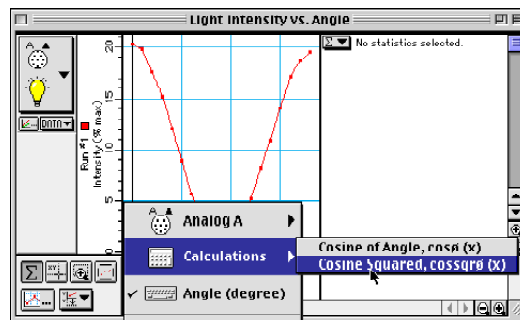 Light Intensity vs. Angle
A
DATA
Run #1
Intensity (% max)
20
15
10
5
0
Σ
No statistics selected.
Analog A
Calculations
✓ Angle (degree)
Cosine of Angle, cosø (x)
Cosine Squared, cossqrø (x)
Σ